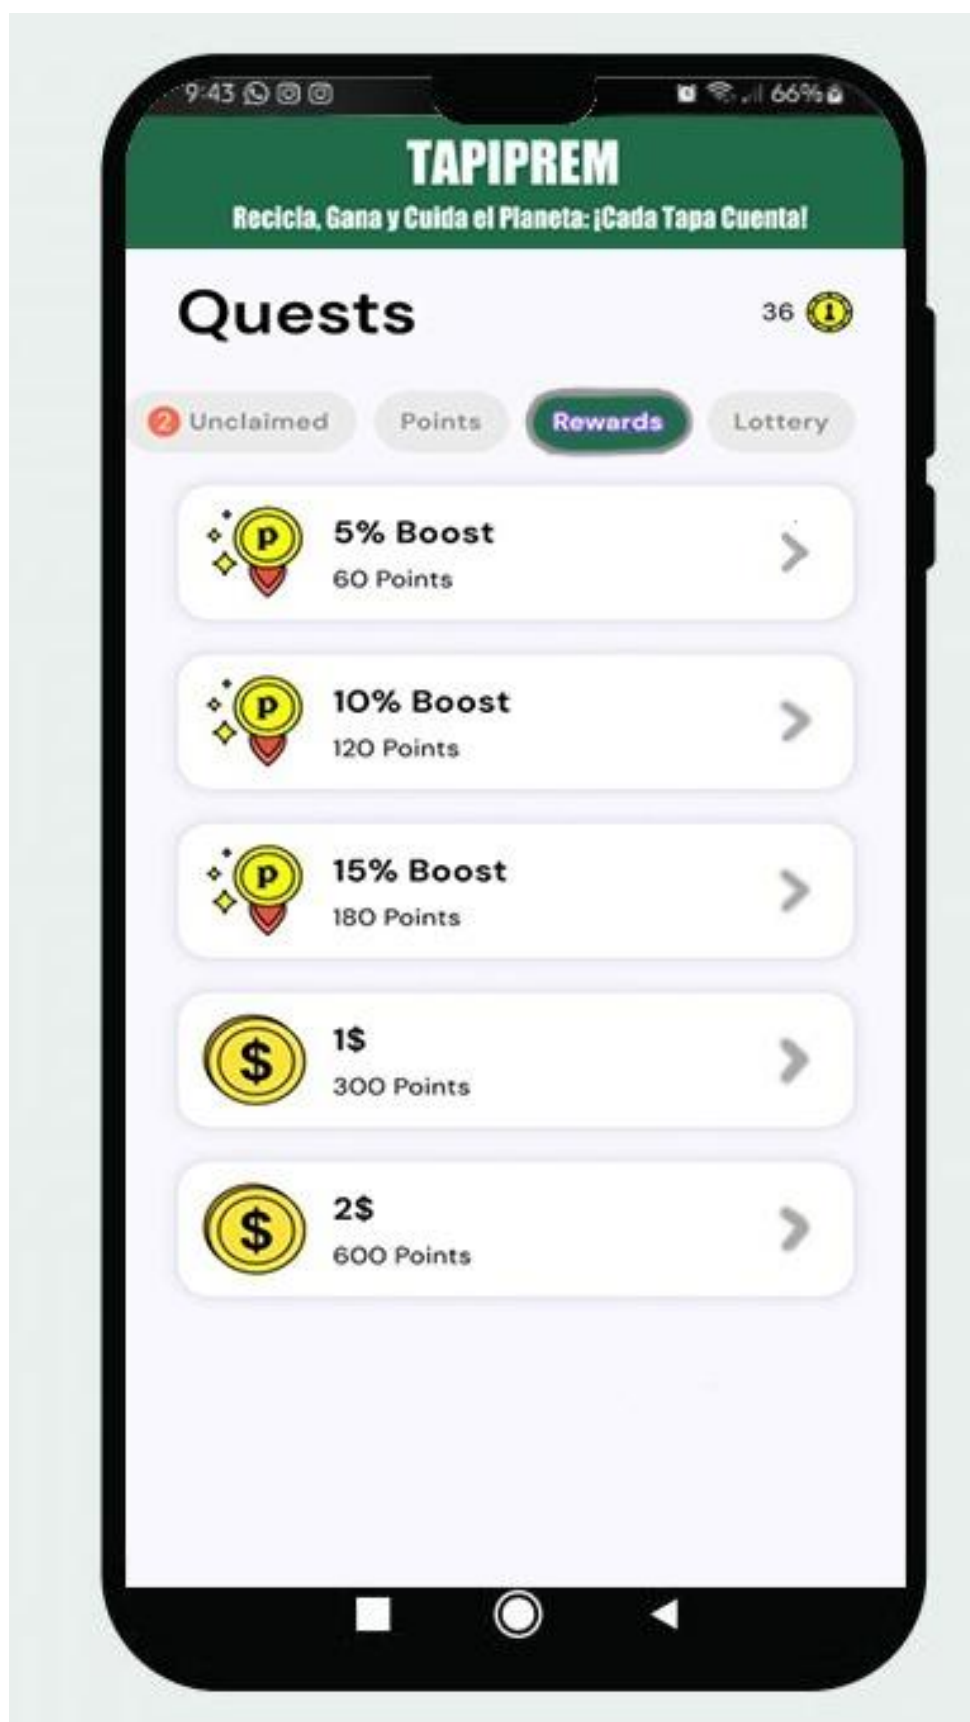 9:43 66%
TAPIPREM
Recicla, Gana y Cuida el Planeta: ¡Cada Tapa Cuenta!
Quests
36 1
2 Unclaimed Points Rewards Lottery
P
5% Boost
60 Points
P
10% Boost
120 Points
P
15% Boost
180 Points
$
1$
300 Points
$
2$
600 Points